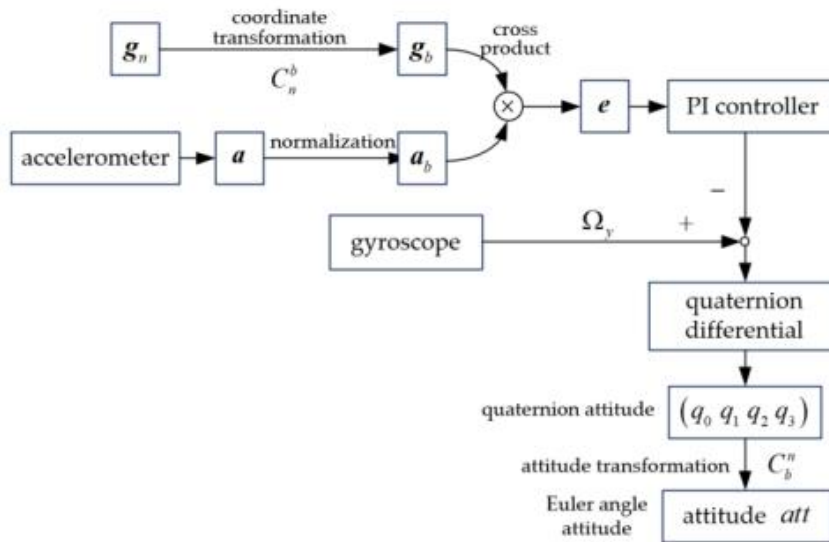 coordinate
transformation
cross
product
g_n
C_n^b
g_b
×
e
PI controller
accelerometer
a
normalization
a_b
−
gyroscope
Ω_y
+
quaternion
differential
quaternion attitude
(q_0 q_1 q_2 q_3)
attitude transformation
C_b^n
Euler angle
attitude
attitude att